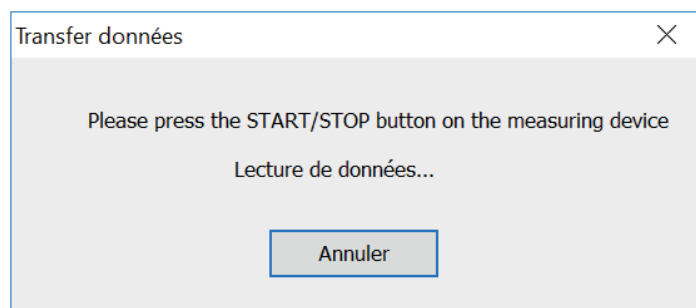 Transfer données
Please press the START/STOP button on the measuring device
Lecture de données...
Annuler